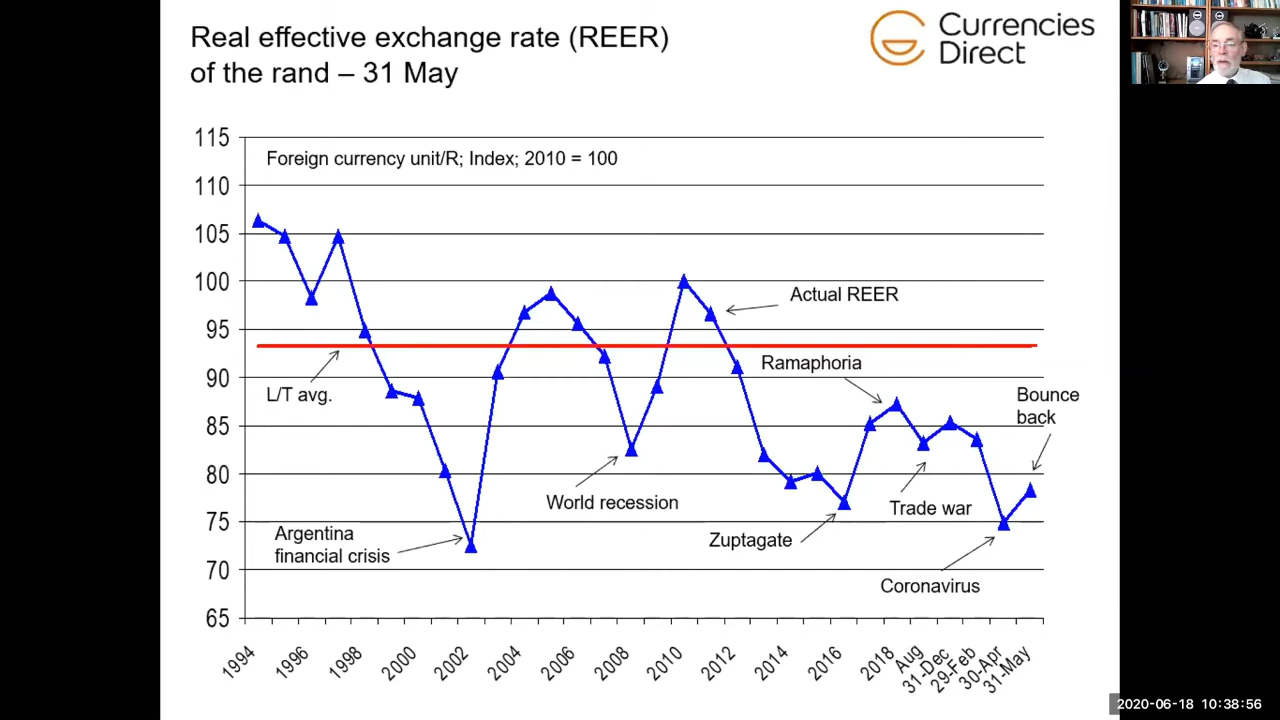 Real effective exchange rate (REER)
of the rand – 31 May
Currencies
Direct
115
Foreign currency unit/R; Index; 2010 = 100
110
105
100
Actual REER
95
Ramaphoria
90
L/T avg.
Bounce
back
85
80
World recession
Trade war
75
Argentina
financial crisis
Zuptagate
70
Coronavirus
65
1994
1996
1998
2000
2002
2004
2006
2008
2010
2012
2014
2016
2018
Aug
31-Dec
29-Feb
30-Apr
31-May
2020-06-18 10:38:56